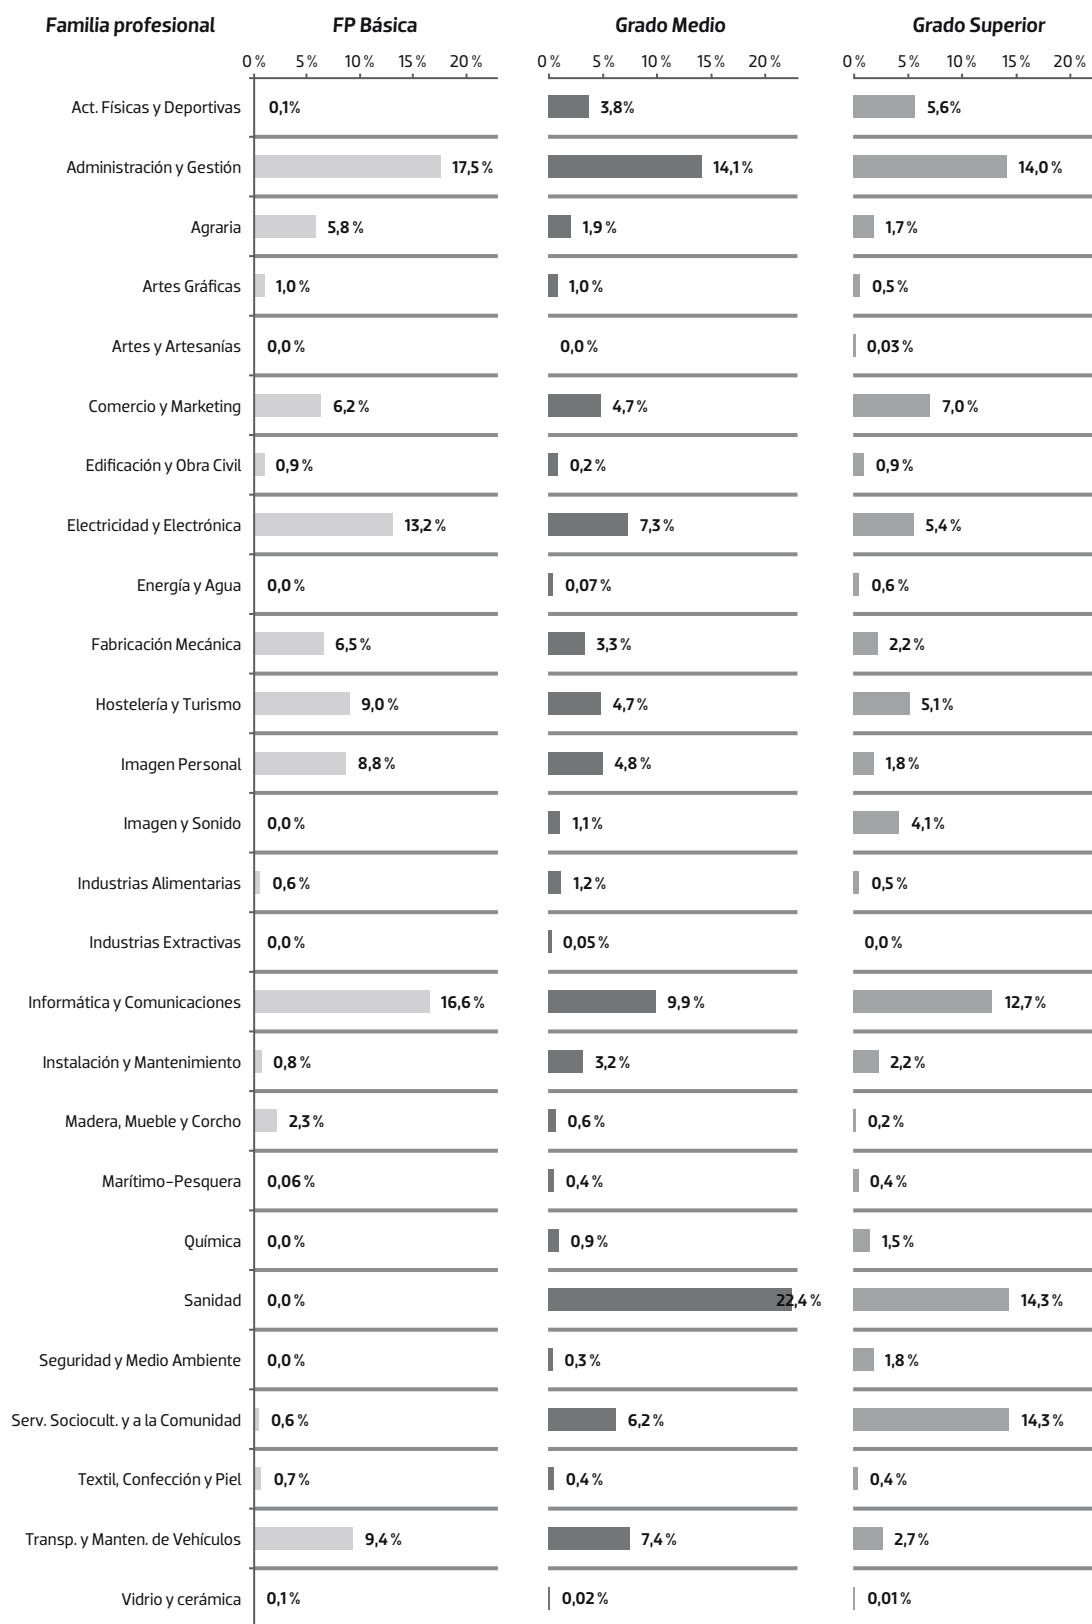 Familia profesional FP Básica Grado Medio Grado Superior
0 % 5 % 10 % 15 % 20 % 0 % 5 % 10 % 15 % 20 % 0 % 5 % 10 % 15 % 20 %
Act. Físicas y Deportivas 0,1% 3,8% 5,6%
Administración y Gestión 17,5 % 14,1 % 14,0 %
Agraria 5,8 % 1,9 % 1,7 %
Artes Gráficas 1,0 % 1,0 % 0,5 %
Artes y Artesanías 0,0 % 0,0 % 0,03 %
Comercio y Marketing 6,2 % 4,7 % 7,0 %
Edificación y Obra Civil 0,9 % 0,2 % 0,9 %
Electricidad y Electrónica 13,2 % 7,3 % 5,4 %
Energía y Agua 0,0 % 0,07 % 0,6 %
Fabricación Mecánica 6,5 % 3,3 % 2,2 %
Hostelería y Turismo 9,0 % 4,7 % 5,1 %
Imagen Personal 8,8 % 4,8 % 1,8 %
Imagen y Sonido 0,0 % 1,1 % 4,1 %
Industrias Alimentarias 0,6 % 1,2 % 0,5 %
Industrias Extractivas 0,0 % 0,05 % 0,0 %
Informática y Comunicaciones 16,6 % 9,9 % 12,7 %
Instalación y Mantenimiento 0,8 % 3,2 % 2,2 %
Madera, Mueble y Corcho 2,3 % 0,6 % 0,2 %
Marítimo-Pesquera 0,06 % 0,4 % 0,4 %
Química 0,0 % 0,9 % 1,5 %
Sanidad 0,0 % 22,4 % 14,3 %
Seguridad y Medio Ambiente 0,0 % 0,3 % 1,8 %
Serv. Sociocult. y a la Comunidad 0,6 % 6,2 % 14,3 %
Textil, Confección y Piel 0,7 % 0,4 % 0,4 %
Transp. y Manten. de Vehículos 9,4 % 7,4 % 2,7 %
Vidrio y cerámica 0,1 % 0,02 % 0,01 %